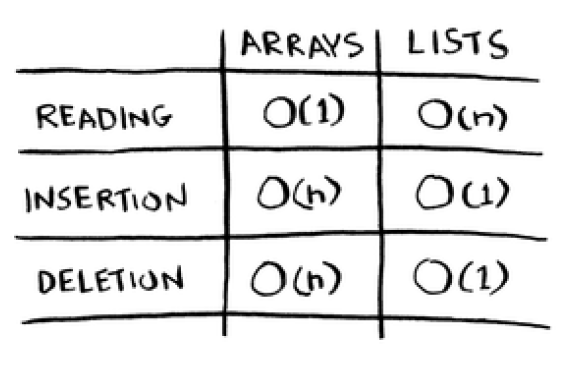 ARRAYS LISTS
READING O(1) O(n)
INSERTION O(n) O(1)
DELETION O(n) O(1)